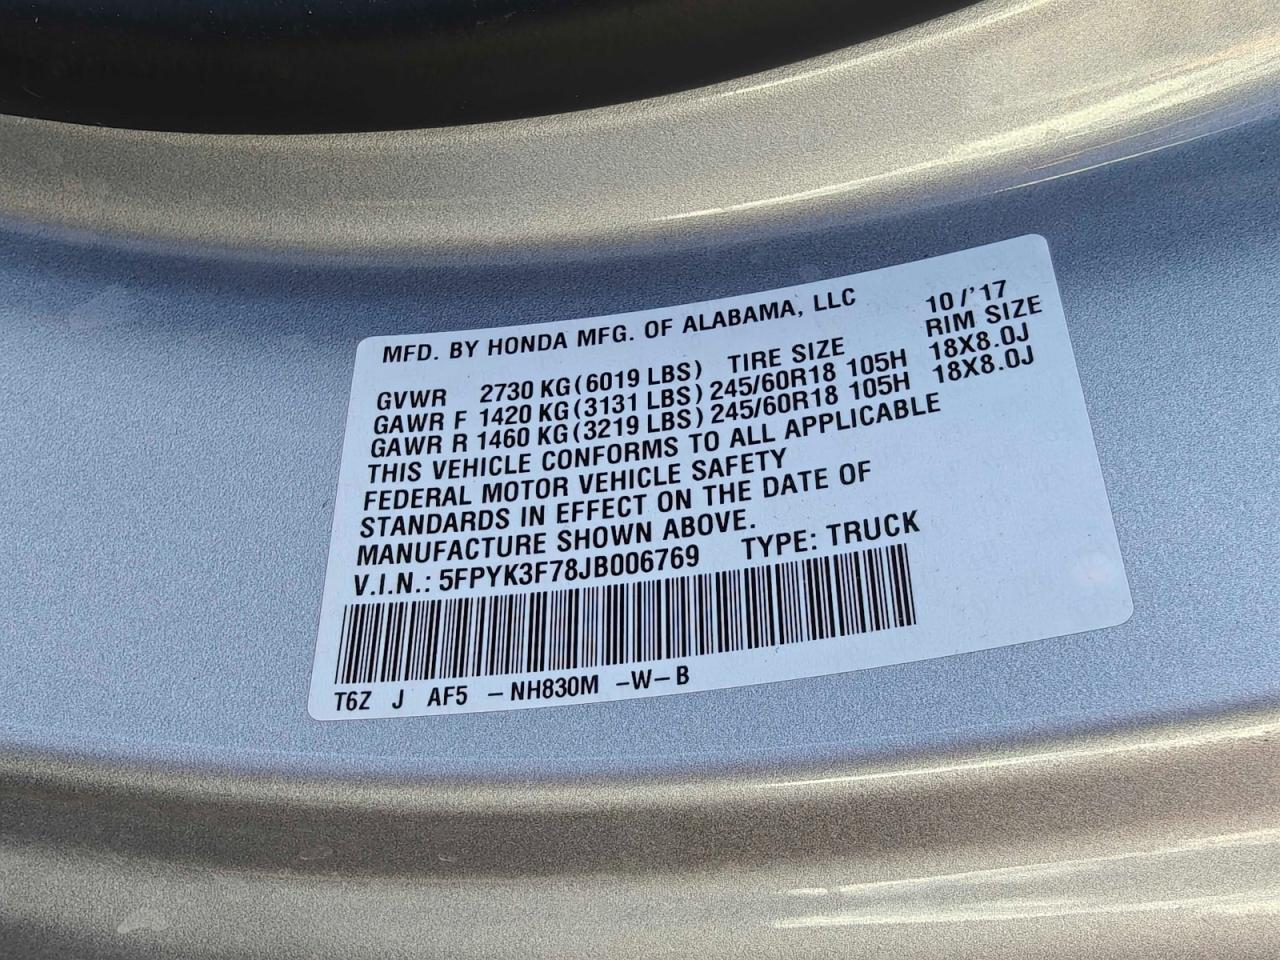 MFD. BY HONDA MFG. OF ALABAMA, LLC 10/'17
TIRE SIZE RIM SIZE
GVWR 2730 KG(6019 LBS)
GAWR F 1420 KG(3131 LBS) 245/60R18 105H 18X8.0J
GAWR R 1460 KG(3219 LBS) 245/60R18 105H 18X8.0J
THIS VEHICLE CONFORMS TO ALL APPLICABLE
FEDERAL MOTOR VEHICLE SAFETY
STANDARDS IN EFFECT ON THE DATE OF
MANUFACTURE SHOWN ABOVE.
V.I.N.: 5FPYK3F78JB006769 TYPE: TRUCK
T6Z J AF5 -NH830M -W-B